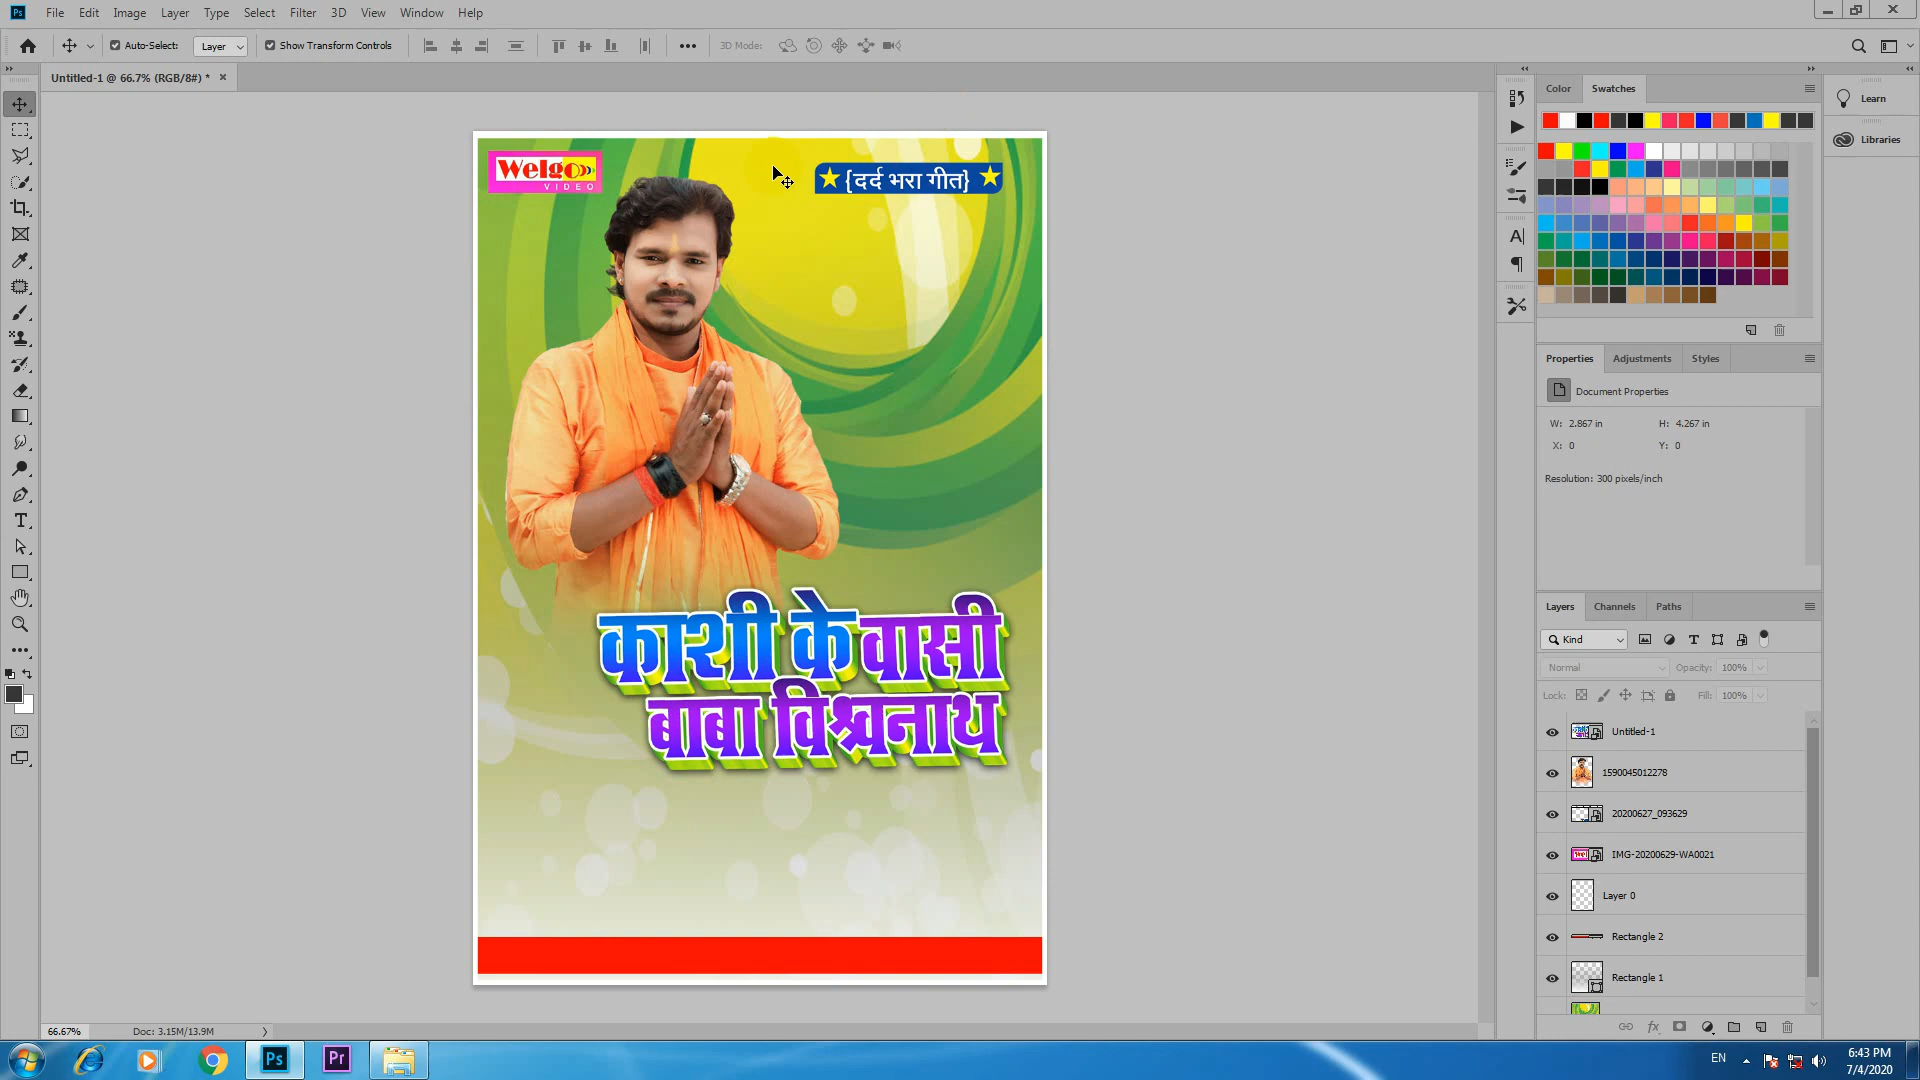 Ps File Edit Image Layer Type Select Filter 3D View Window Help
Auto-Select: Layer Show Transform Controls 3D Mode:
Untitled-1 @ 66.7% (RGB/8#) *
Welgo
VIDEO
{दर्द भरा गीत}
काशी के वासी
बाबा विश्वनाथ
Color Swatches
Learn
Libraries
Properties Adjustments Styles
Document Properties
W: 2.867 in H: 4.267 in
X: 0 Y: 0
Resolution: 300 pixels/inch
Layers Channels Paths
Kind
Normal Opacity: 100%
Lock: Fill: 100%
Untitled-1
1590045012278
20200627_093629
IMG-20200629-WA0021
Layer 0
Rectangle 2
Rectangle 1
66.67% Doc: 3.15M/13.9M
Ps Pr EN 6:43 PM
7/4/2020